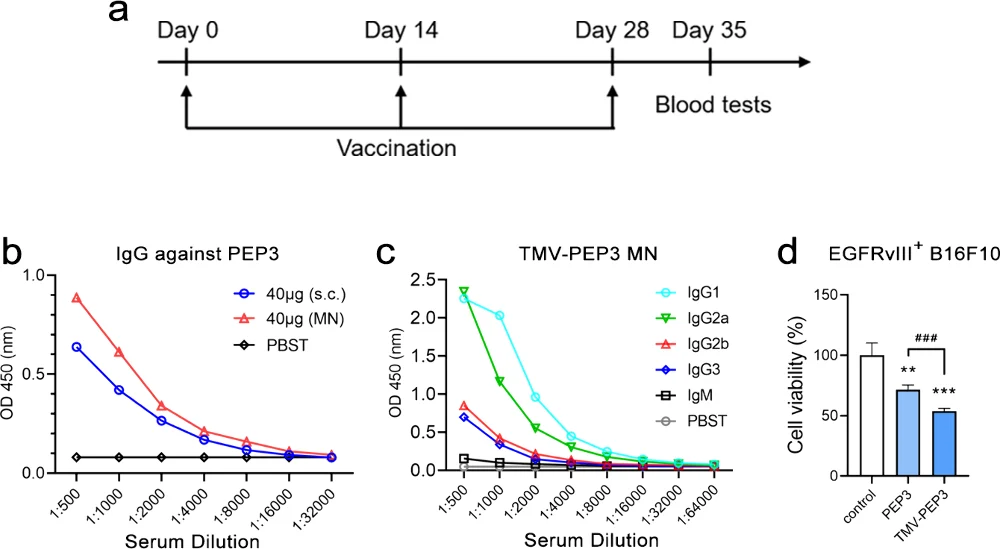 a
Day 0 Day 14 Day 28 Day 35
Blood tests
Vaccination
b
IgG against PEP3
1.0
0.5
0.0
OD 450 (nm)
40μg (s.c.)
40μg (MN)
PBST
1:500 1:1000 1:2000 1:4000 1:8000 1:16000 1:32000
Serum Dilution
c
TMV-PEP3 MN
2.5
2.0
1.5
1.0
0.5
0.0
OD 450 (nm)
IgG1
IgG2a
IgG2b
IgG3
IgM
PBST
1:500 1:1000 1:2000 1:4000 1:8000 1:16000 1:32000 1:64000
Serum Dilution
d
EGFRvIII+ B16F10
150
100
50
0
Cell viability (%)
###
**
***
control PEP3 TMV-PEP3